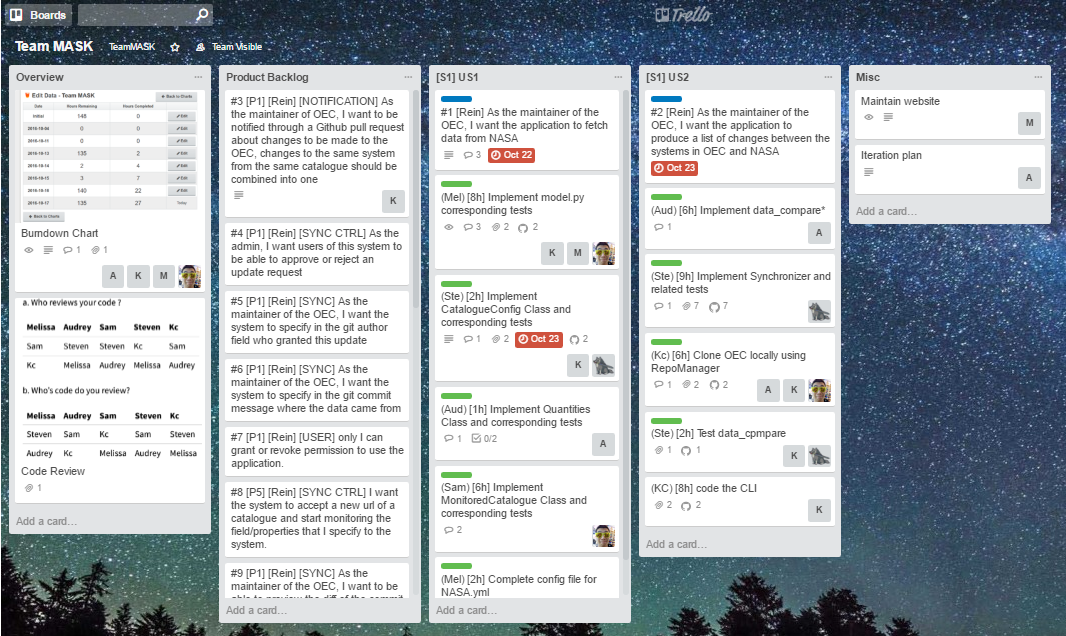 Boards
Trello
Team MASK
TeamMASK
Team Visible
Overview
Edit Data - Team MASK
Back to Charts
Date Hours Remaining Hours Completed
Initial 148 0 Edit
2016-10-04 0 0 Edit
2016-10-11 0 0 Edit
2016-10-13 135 2 Edit
2016-10-14 2 4 Edit
2016-10-15 3 7 Edit
2016-10-16 140 22 Edit
2016-10-17 135 27 Today
Back to Charts
Burndown Chart
1 1
A K M
a. Who reviews your code ?
Melissa Audrey Sam Steven Kc
Sam Steven Steven Kc Sam
Kc Melissa Audrey Melissa Audrey
b. Who's code do you review?
Melissa Audrey Sam Steven Kc
Steven Sam Kc Sam Steven
Audrey Kc Melissa Audrey Melissa
Code Review
1
Add a card...
Product Backlog
#3 [P1] [Rein] [NOTIFICATION] As
the maintainer of OEC, I want to be
notified through a Github pull request
about changes to be made to the
OEC, changes to the same system
from the same catalogue should be
combined into one
K
#4 [P1] [Rein] [SYNC CTRL] As the
admin, I want users of this system to
be able to approve or reject an
update request
#5 [P1] [Rein] [SYNC] As the
maintainer of the OEC, I want the
system to specify in the git author
field who granted this update
#6 [P1] [Rein] [SYNC] As the
maintainer of the OEC, I want the
system to specify in the git commit
message where the data came from
#7 [P1] [Rein] [USER] only I can
grant or revoke permission to use the
application.
#8 [P5] [Rein] [SYNC CTRL] I want
the system to accept a new url of a
catalogue and start monitoring the
field/properties that I specify to the
system.
#9 [P1] [Rein] [SYNC] As the
maintainer of the OEC, I want to be
able to preview the diff of the commit
Add a card...
[S1] US1
#1 [Rein] As the maintainer of the
OEC, I want the application to fetch
data from NASA
3 Oct 22
(Mel) [8h] Implement model.py
corresponding tests
3 2 2
K M
(Ste) [2h] Implement
CatalogueConfig Class and
corresponding tests
1 2 Oct 23 2
K
(Aud) [1h] Implement Quantities
Class and corresponding tests
1 0/2
A
(Sam) [6h] Implement
MonitoredCatalogue Class and
corresponding tests
2
(Mel) [2h] Complete config file for
NASA.yml
Add a card...
[S1] US2
#2 [Rein] As the maintainer of the
OEC, I want the application to
produce a list of changes between the
systems in OEC and NASA
Oct 23
(Aud) [6h] Implement data_compare*
1
A
(Ste) [9h] Implement Synchronizer and
related tests
1 7 7
(Kc) [6h] Clone OEC locally using
RepoManager
1 2 2
A K
(Ste) [2h] Test data_cpmpare
1 1
K
(KC) [8h] code the CLI
2 2
K
Add a card...
Misc
Maintain website
M
Iteration plan
A
Add a card...